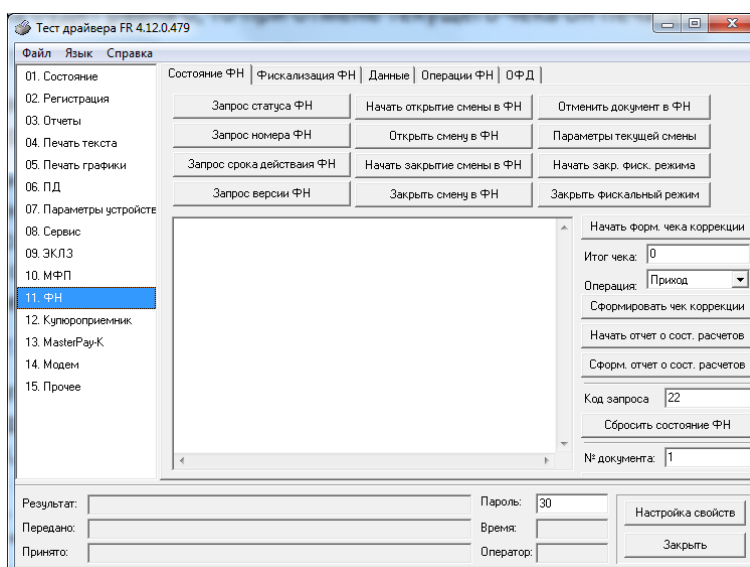 Тест драйвера FR 4.12.0.479
Файл Язык Справка
01. Состояние
02. Регистрация
03. Отчеты
04. Печать текста
05. Печать графики
06. ПД
07. Параметры устройств
08. Сервис
09. ЭКЛЗ
10. МФП
11. ФН
12. Купюроприемник
13. MasterPay-K
14. Модем
15. Прочее
Состояние ФН Фискализация ФН Данные Операции ФН ОФД
Запрос статуса ФН Начать открытие смены в ФН Отменить документ в ФН
Запрос номера ФН Открыть смену в ФН Параметры текущей смены
Запрос срока действаия ФН Начать закрытие смены в ФН Начать закр. фиск. режима
Запрос версии ФН Закрыть смену в ФН Закрыть фискальный режим
Начать форм. чека коррекции
Итог чека: 0
Операция: Приход
Сформировать чек коррекции
Начать отчет о сост. расчетов
Сформ. отчет о сост. расчетов
Код запроса 22
Сбросить состояние ФН
№ документа: 1
Результат: Пароль: 30
Передано: Время:
Принято: Оператор:
Настройка свойств
Закрыть